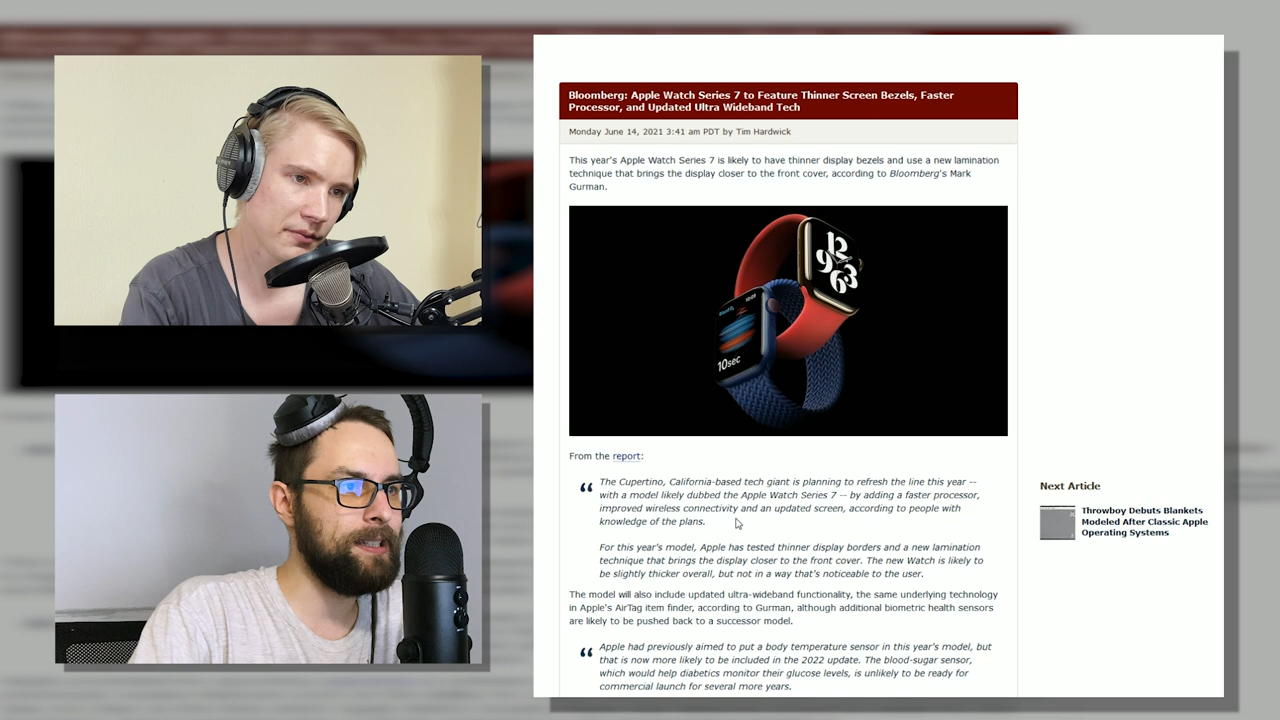 Bloomberg: Apple Watch Series 7 to Feature Thinner Screen Bezels, Faster
Processor, and Updated Ultra Wideband Tech
Monday June 14, 2021 3:41 am PDT by Tim Hardwick
This year's Apple Watch Series 7 is likely to have thinner display bezels and use a new lamination
technique that brings the display closer to the front cover, according to Bloomberg's Mark
Gurman.
12
9 3
6
10sec
From the report:
“ The Cupertino, California-based tech giant is planning to refresh the line this year --
with a model likely dubbed the Apple Watch Series 7 -- by adding a faster processor,
improved wireless connectivity and an updated screen, according to people with
knowledge of the plans.
For this year's model, Apple has tested thinner display borders and a new lamination
technique that brings the display closer to the front cover. The new Watch is likely to
be slightly thicker overall, but not in a way that's noticeable to the user.
The model will also include updated ultra-wideband functionality, the same underlying technology
in Apple's AirTag item finder, according to Gurman, although additional biometric health sensors
are likely to be pushed back to a successor model.
“ Apple had previously aimed to put a body temperature sensor in this year's model, but
that is now more likely to be included in the 2022 update. The blood-sugar sensor,
which would help diabetics monitor their glucose levels, is unlikely to be ready for
commercial launch for several more years.
Next Article
Throwboy Debuts Blankets
Modeled After Classic Apple
Operating Systems